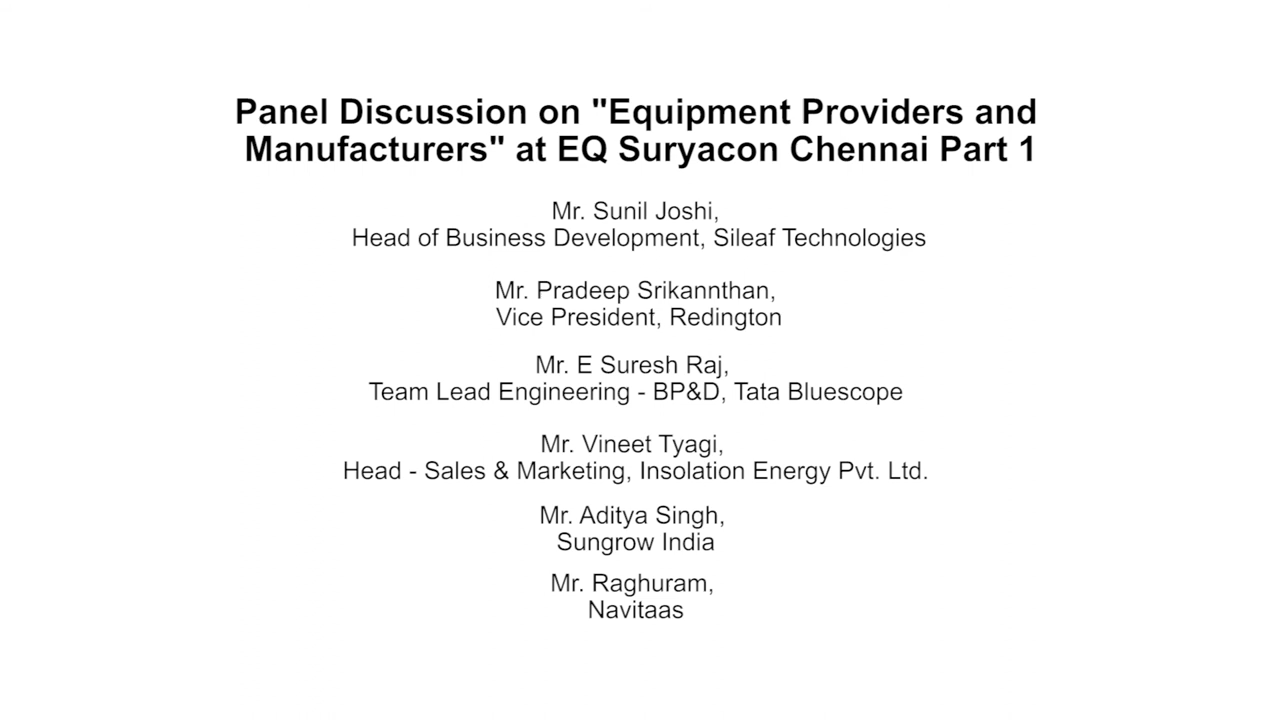 Panel Discussion on "Equipment Providers and
Manufacturers" at EQ Suryacon Chennai Part 1
Mr. Sunil Joshi,
Head of Business Development, Sileaf Technologies
Mr. Pradeep Srikannthan,
Vice President, Redington
Mr. E Suresh Raj,
Team Lead Engineering - BP&D, Tata Bluescope
Mr. Vineet Tyagi,
Head - Sales & Marketing, Insolation Energy Pvt. Ltd.
Mr. Aditya Singh,
Sungrow India
Mr. Raghuram,
Navitaas